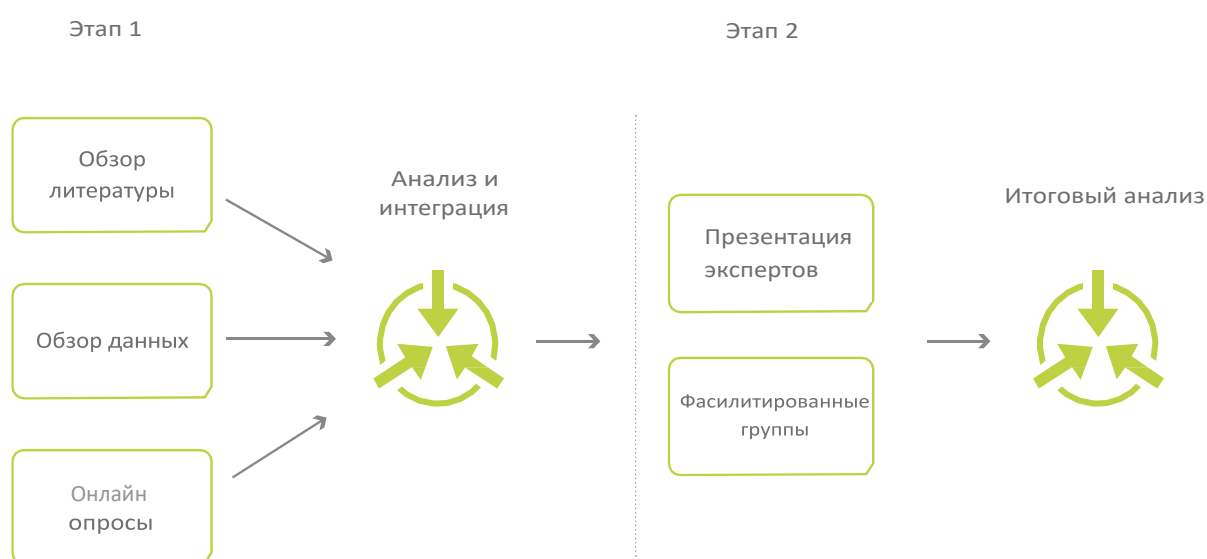 Этап 1
Обзор
литературы
Обзор данных
Онлайн
опросы
Анализ и
интеграция
Этап 2
Презентация
экспертов
Фасилитированные
группы
Итоговый анализ